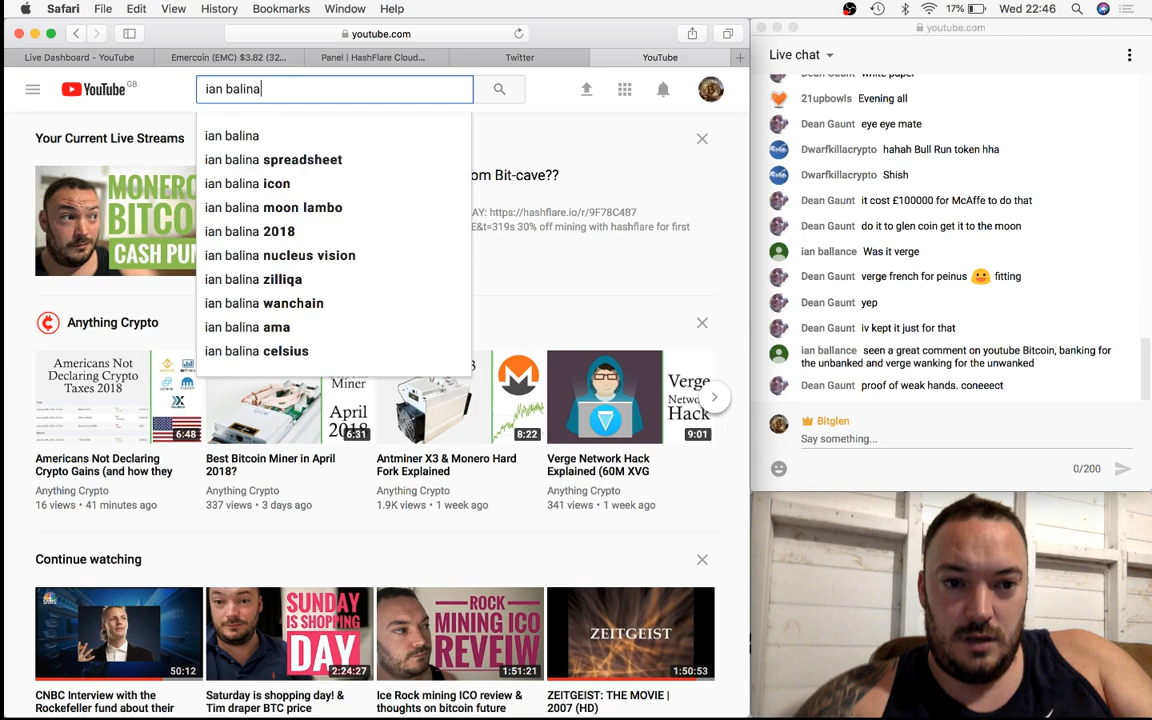 Safari File Edit View History Bookmarks Window Help
17% Wed 22:46
youtube.com
Live Dashboard - YouTube
Emercoin (EMC) $3.82 (32...
Panel | HashFlare Cloud...
Twitter
YouTube
YouTube GB
ian balina
ian balina
ian balina spreadsheet
ian balina icon
ian balina moon lambo
ian balina 2018
ian balina nucleus vision
ian balina zilliqa
ian balina wanchain
ian balina ama
ian balina celsius
Your Current Live Streams
MONERO
BITCO
CASH PUM
om Bit-cave??
AY: https://hashflare.io/r/9F78C487
E&t=319s 30% off mining with hashflare for first
Anything Crypto
Americans Not
Declaring Crypto
Taxes 2018
6:48
Miner
April
2018
6:31
3
8:22
Verge
Netwo
Hack
9:01
Americans Not Declaring
Crypto Gains (and how they
Anything Crypto
16 views • 41 minutes ago
Best Bitcoin Miner in April
2018?
Anything Crypto
337 views • 3 days ago
Antminer X3 & Monero Hard
Fork Explained
Anything Crypto
1.9K views • 1 week ago
Verge Network Hack
Explained (60M XVG
Anything Crypto
341 views • 1 week ago
Continue watching
CNBC
50:12
SUNDAY
IS SHOPPING
DAY
2:24:27
ROCK
MINING ICO
REVEIW
1:51:21
ZEITGEIST
1:50:53
CNBC Interview with the
Rockefeller fund about their
Saturday is shopping day! &
Tim draper BTC price
Ice Rock mining ICO review &
thoughts on bitcoin future
ZEITGEIST: THE MOVIE |
2007 (HD)
youtube.com
Live chat
Dean Gaunt white paper
21upbowls Evening all
Dean Gaunt eye eye mate
Dwarfkillacrypto hahah Bull Run token hha
Dwarfkillacrypto Shish
Dean Gaunt it cost £100000 for McAffe to do that
Dean Gaunt do it to glen coin get it to the moon
ian ballance Was it verge
Dean Gaunt verge french for peinus fitting
Dean Gaunt yep
Dean Gaunt iv kept it just for that
ian ballance seen a great comment on youtube Bitcoin, banking for
the unbanked and verge wanking for the unwanked
Dean Gaunt proof of weak hands. coneeect
Bitglen
Say something...
0/200